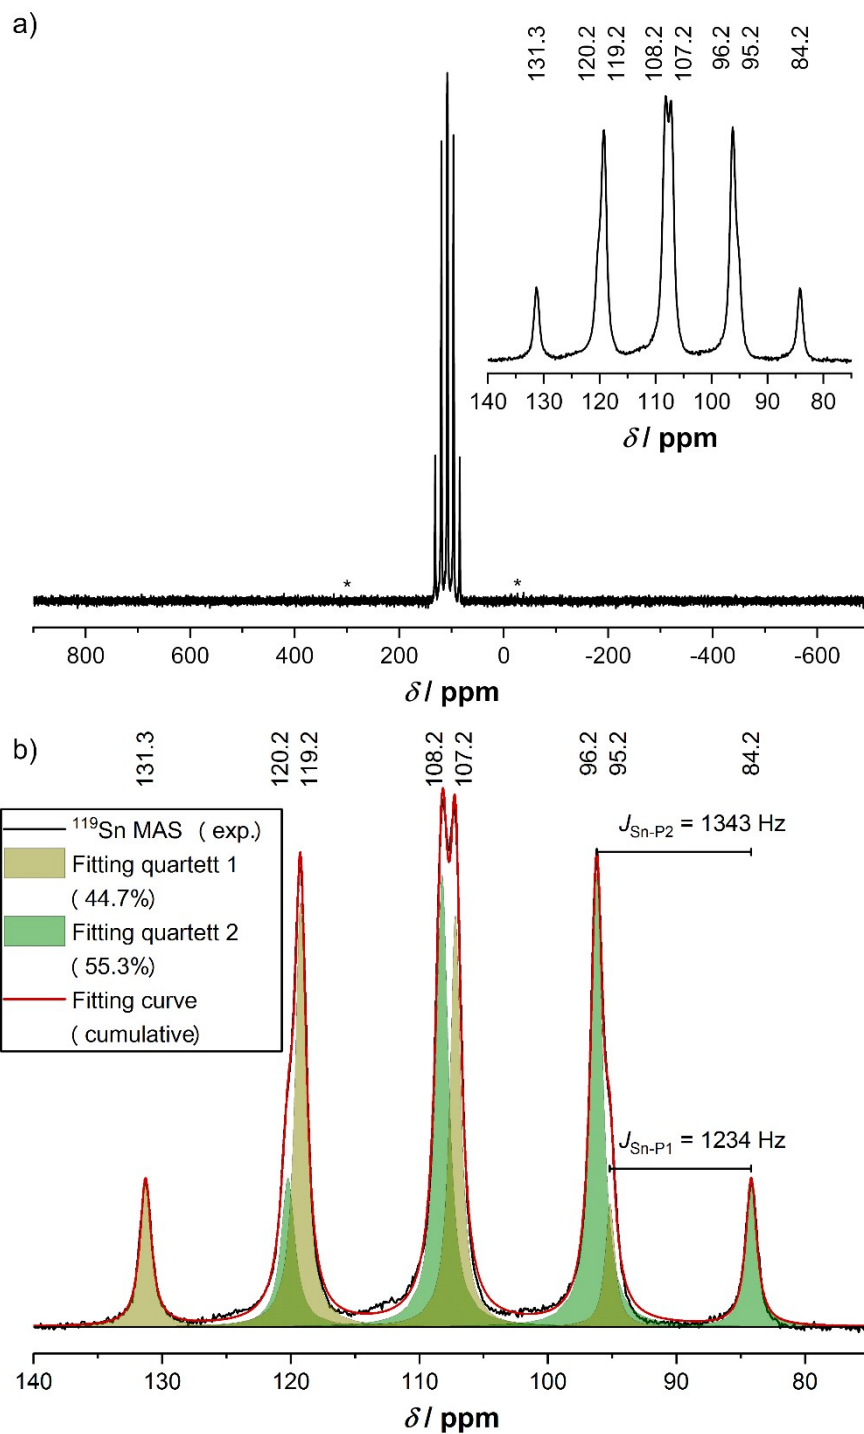 a)
131.3 120.2 119.2 108.2 107.2 96.2 95.2 84.2
140 130 120 110 100 90 80
δ / ppm
* *
800 600 400 200 0 -200 -400 -600
δ / ppm
b)
131.3 120.2 119.2 108.2 107.2 96.2 95.2 84.2
¹¹⁹Sn MAS ( exp.)
Fitting quartett 1
( 44.7%)
Fitting quartett 2
( 55.3%)
Fitting curve
( cumulative)
J Sn-P2 = 1343 Hz
J Sn-P1 = 1234 Hz
140 130 120 110 100 90 80
δ / ppm